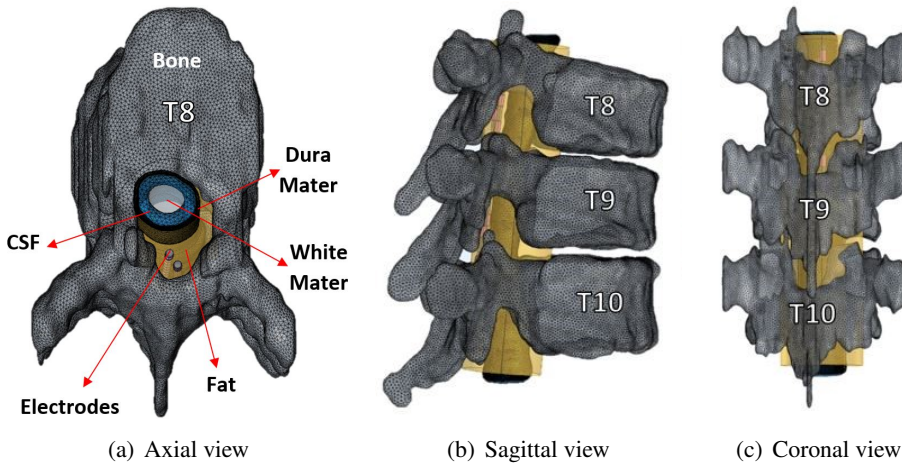 Bone
T8
Dura
Mater
CSF
White
Mater
Electrodes
Fat
(a) Axial view
T8
T9
T10
(b) Sagittal view
T8
T9
T10
(c) Coronal view